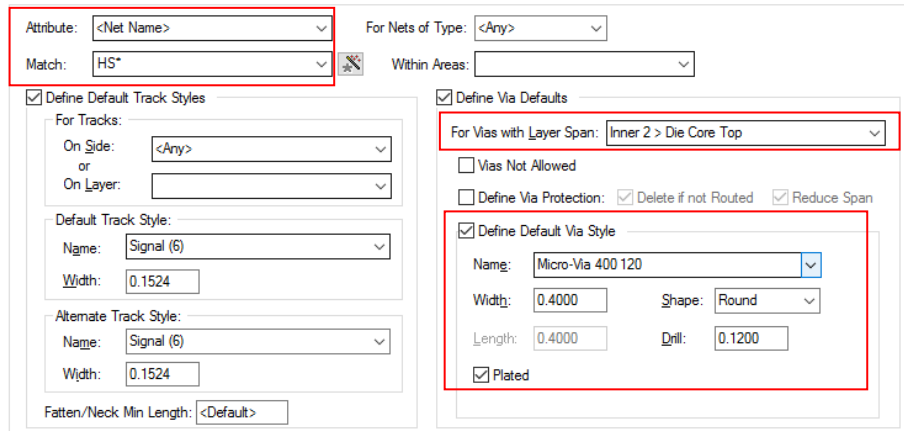 Attribute: <Net Name> For Nets of Type: <Any>
Match: HS* Within Areas:
Define Default Track Styles
For Tracks:
On Side: <Any>
or
On Layer:
Default Track Style:
Name: Signal (6)
Width: 0.1524
Alternate Track Style:
Name: Signal (6)
Width: 0.1524
Fatten/Neck Min Length: <Default>
Define Via Defaults
For Vias with Layer Span: Inner 2 > Die Core Top
Vias Not Allowed
Define Via Protection: Delete if not Routed Reduce Span
Define Default Via Style
Name: Micro-Via 400 120
Width: 0.4000 Shape: Round
Length: 0.4000 Drill: 0.1200
Plated